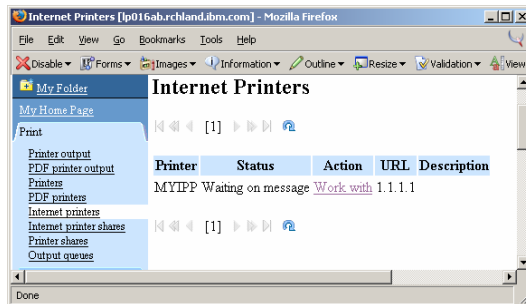 Internet Printers [lp016ab.rchland.ibm.com] - Mozilla Firefox
File Edit View Go Bookmarks Tools Help
Disable Forms Images Information Outline Resize Validation View
My Folder
My Home Page
Print
Printer output
PDF printer output
Printers
PDF printers
Internet printers
Internet printer shares
Printer shares
Output queues
Internet Printers
[1]
Printer Status Action URL Description
MYIPP Waiting on message Work with 1.1.1.1
[1]
Done